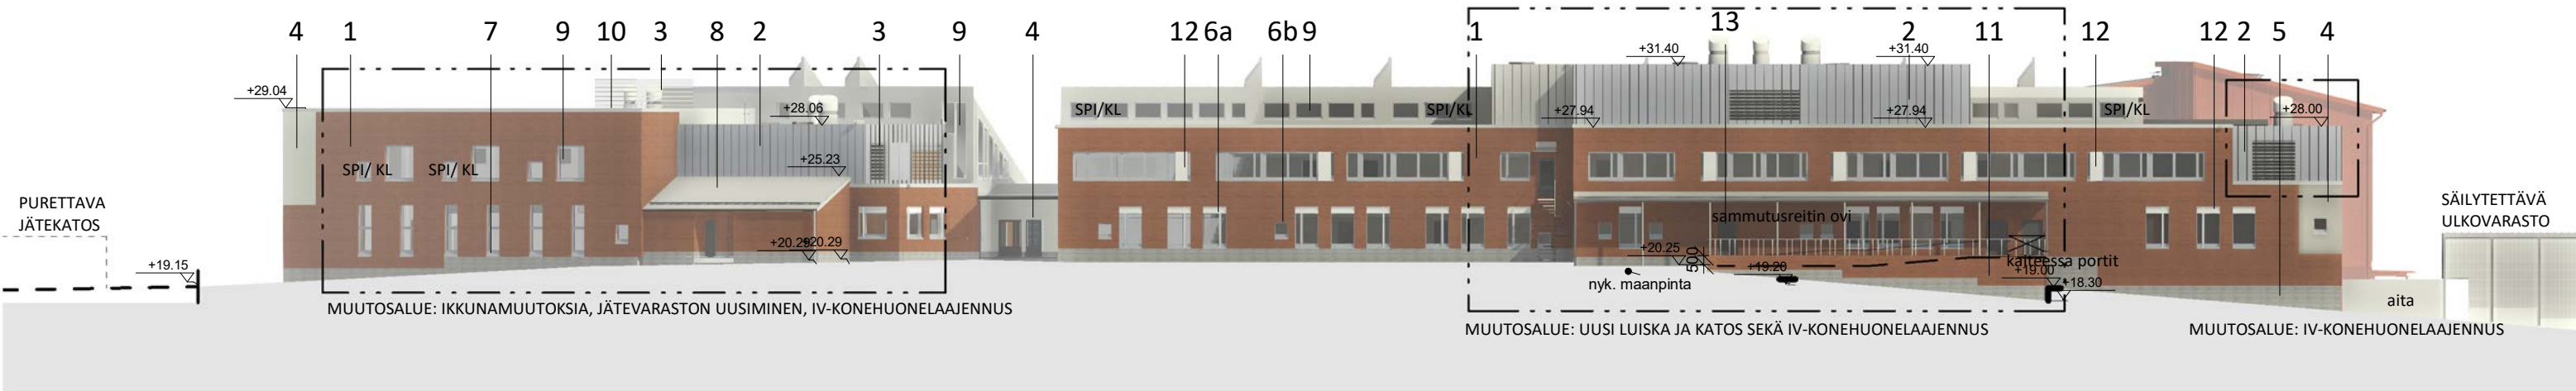 4 1 7 9 10 3 8 2 3 9 4 12 6a 6b 9 1 13 2 11 12 12 2 5 4
+31.40 +31.40
+29.04
+28.06
SPI/KL SPI/KL +27.94 +27.94 SPI/KL +28.00
+25.23
SPI/ KL SPI/ KL
PURETTAVA
JÄTEKATOS
SÄILYTETTÄVÄ
ULKOVARASTO
sammutusreitin ovi
+20.29 +20.29
+20.25
500
+19.15
+19.20
kaiteessa portit
+19.00
nyk. maanpinta
+18.30
aita
MUUTOSALUE: IKKUNAMUUTOKSIA, JÄTEVARASTON UUSIMINEN, IV-KONEHUONELAAJENNUS
MUUTOSALUE: UUSI LUISKA JA KATOS SEKÄ IV-KONEHUONELAAJENNUS
MUUTOSALUE: IV-KONEHUONELAAJENNUS